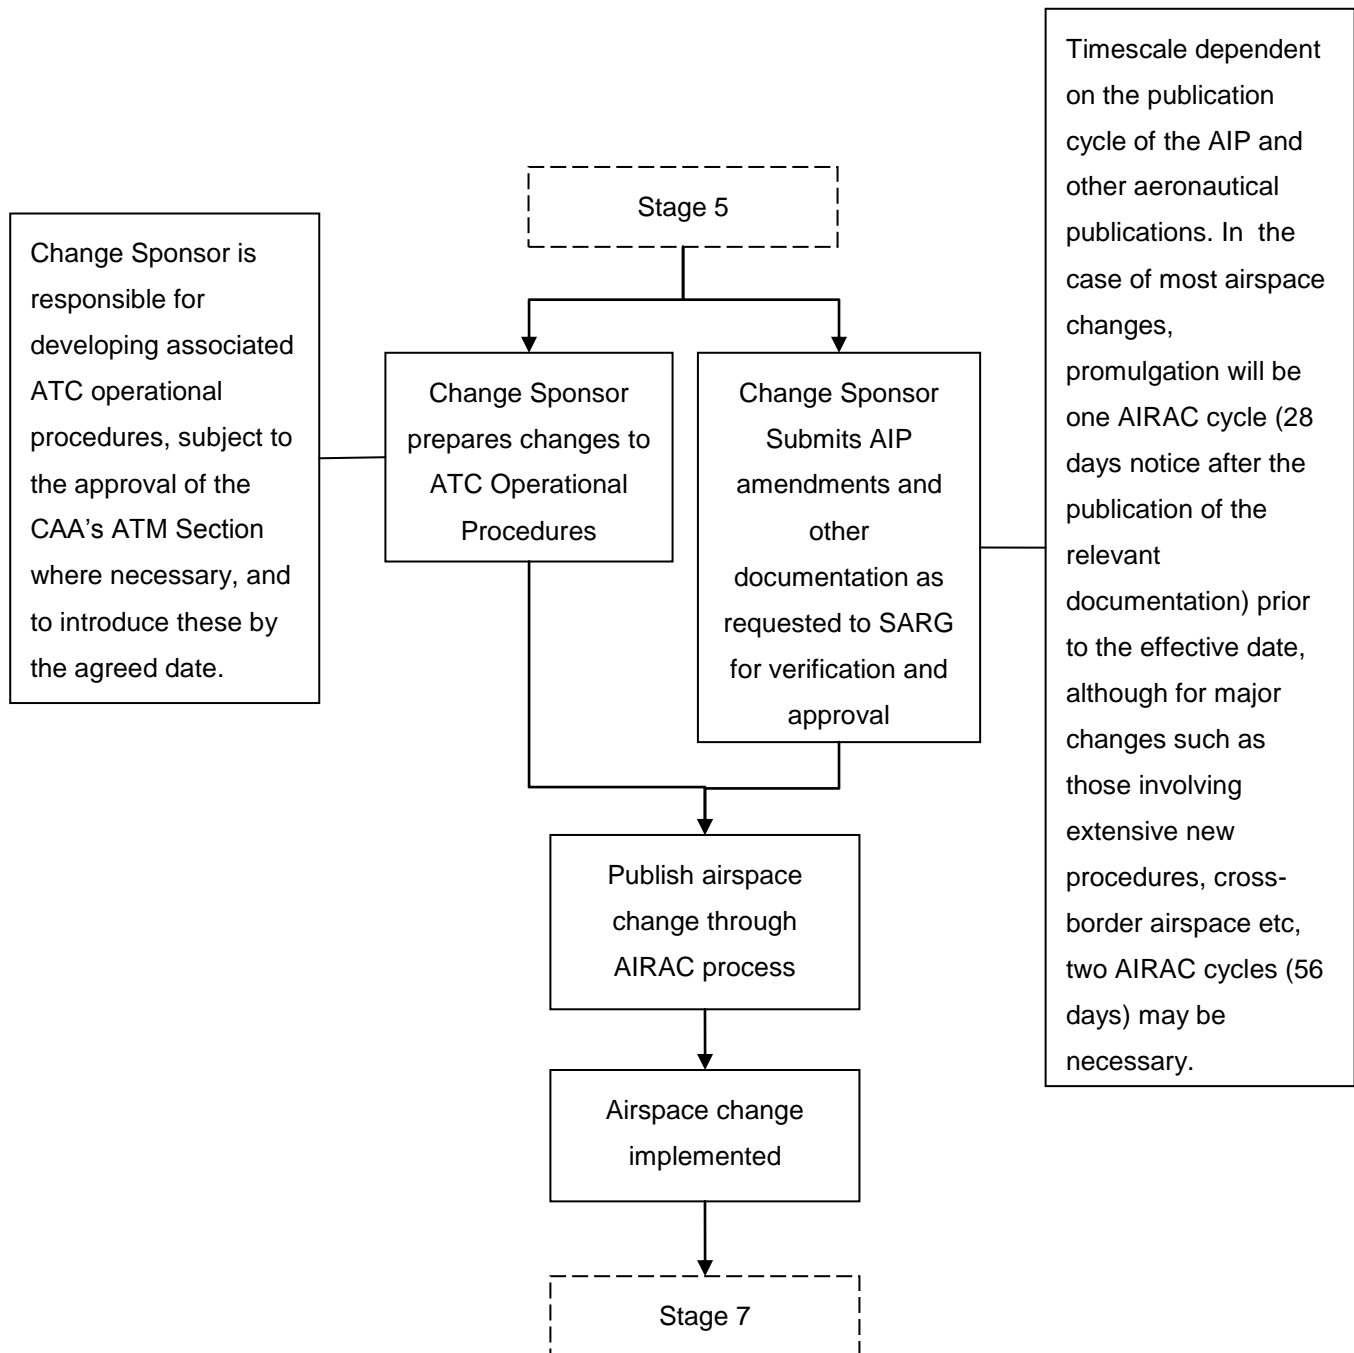 Stage 5
Change Sponsor is
responsible for
developing associated
ATC operational
procedures, subject to
the approval of the
CAA's ATM Section
where necessary, and
to introduce these by
the agreed date.
Change Sponsor
prepares changes to
ATC Operational
Procedures
Change Sponsor
Submits AIP
amendments and
other
documentation as
requested to SARG
for verification and
approval
Timescale dependent
on the publication
cycle of the AIP and
other aeronautical
publications. In the
case of most airspace
changes,
promulgation will be
one AIRAC cycle (28
days notice after the
publication of the
relevant
documentation) prior
to the effective date,
although for major
changes such as
those involving
extensive new
procedures, cross-
border airspace etc,
two AIRAC cycles (56
days) may be
necessary.
Publish airspace
change through
AIRAC process
Airspace change
implemented
Stage 7